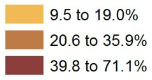 9.5 to 19.0%
20.6 to 35.9%
39.8 to 71.1%